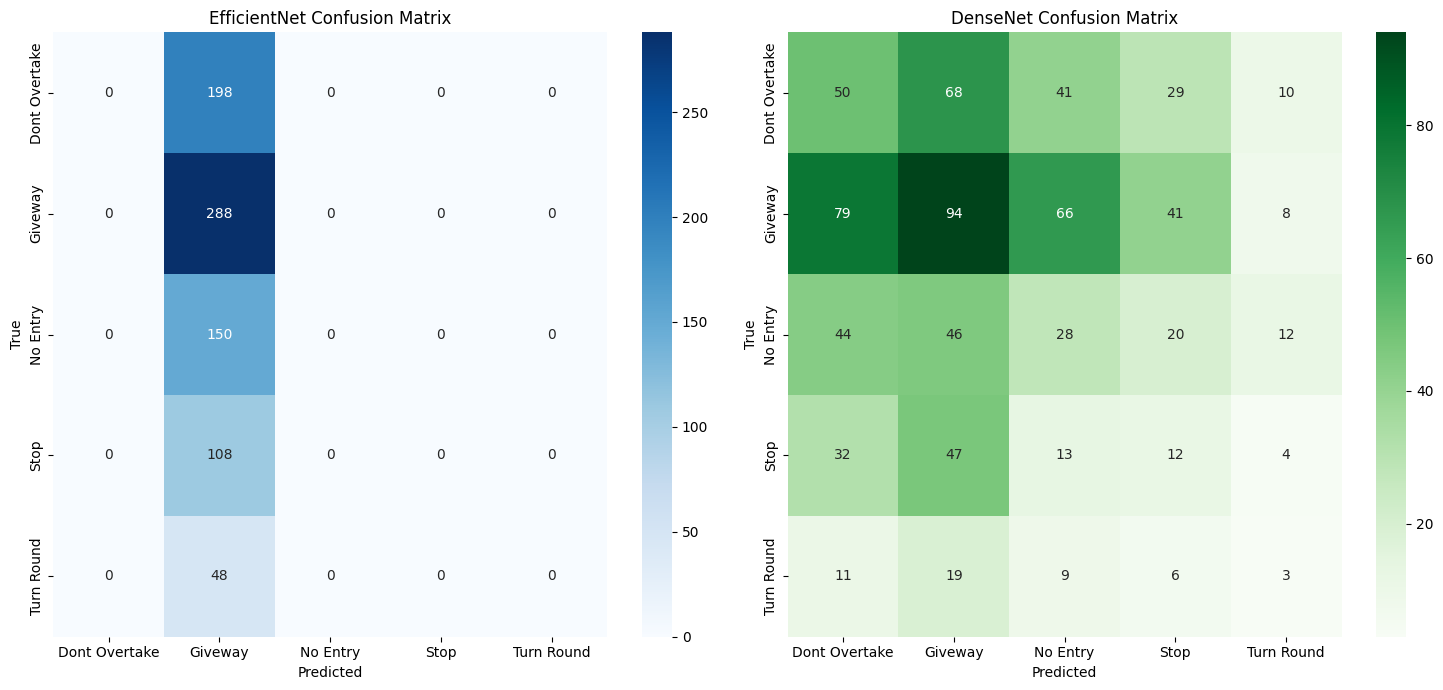 EfficientNet Confusion Matrix
True
Dont Overtake
Giveway
No Entry
Stop
Turn Round
0 198 0 0 0
0 288 0 0 0
0 150 0 0 0
0 108 0 0 0
0 48 0 0 0
Dont Overtake Giveway No Entry Stop Turn Round
Predicted
250
200
150
100
50
0
DenseNet Confusion Matrix
True
Dont Overtake
Giveway
No Entry
Stop
Turn Round
50 68 41 29 10
79 94 66 41 8
44 46 28 20 12
32 47 13 12 4
11 19 9 6 3
Dont Overtake Giveway No Entry Stop Turn Round
Predicted
80
60
40
20